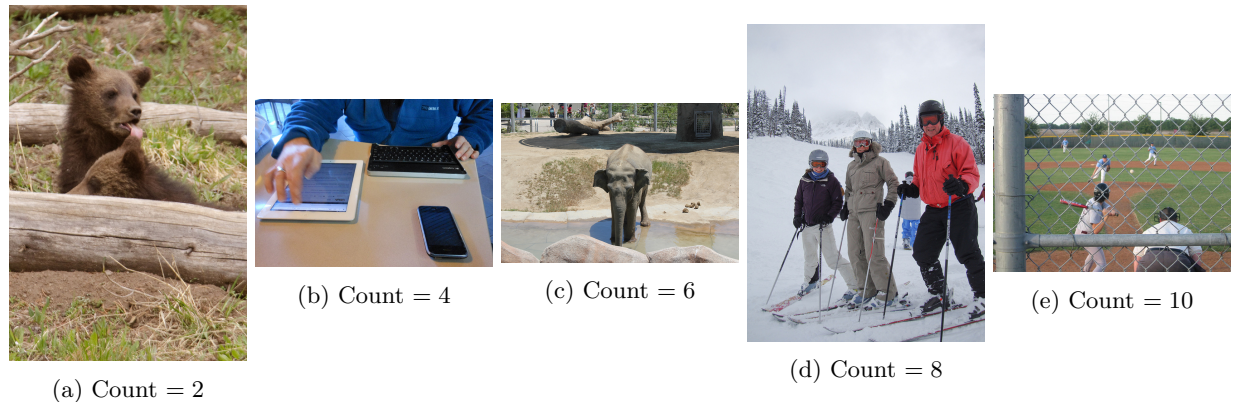 (a) Count = 2
(b) Count = 4
(c) Count = 6
(d) Count = 8
(e) Count = 10